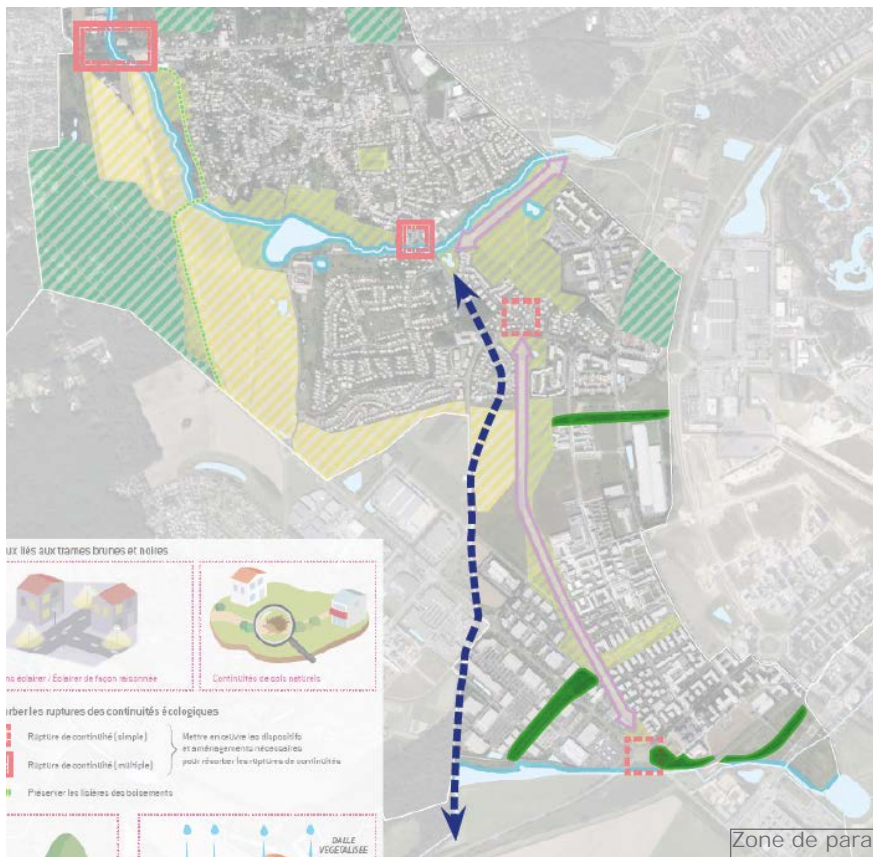 ux liés aux trames brunes et noires
ns éclairer / Éclairer de façon raisonnée
Continuités de sols naturels
rber les ruptures des continuités écologiques
Rupture de continuité (simple)
Rupture de continuité (multiple)
Mettre en œuvre les dispositifs
et aménagements nécessaires
pour résorber les ruptures de continuités
Préserver les lisières des boisements
DALLE
VÉGÉTALISÉE
Zone de para